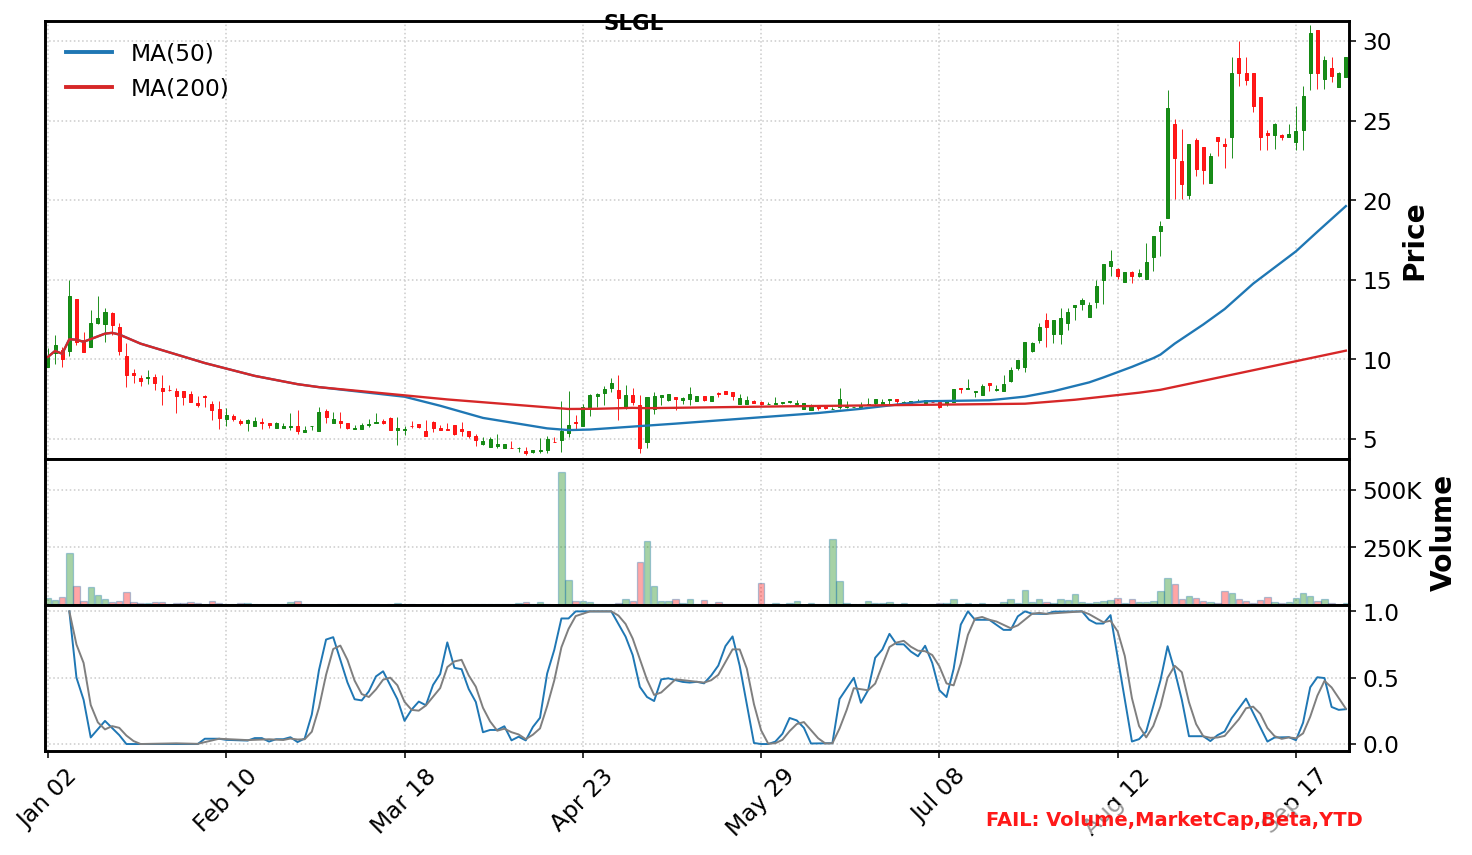 SLGL
MA(50)
MA(200)
30
25
20
15
10
5
Price
500K
250K
Volume
1.0
0.5
0.0
Jan 02
Feb 10
Mar 18
Apr 23
May 29
Jul 08
Aug 12
Sep 17
FAIL: Volume,MarketCap,Beta,YTD